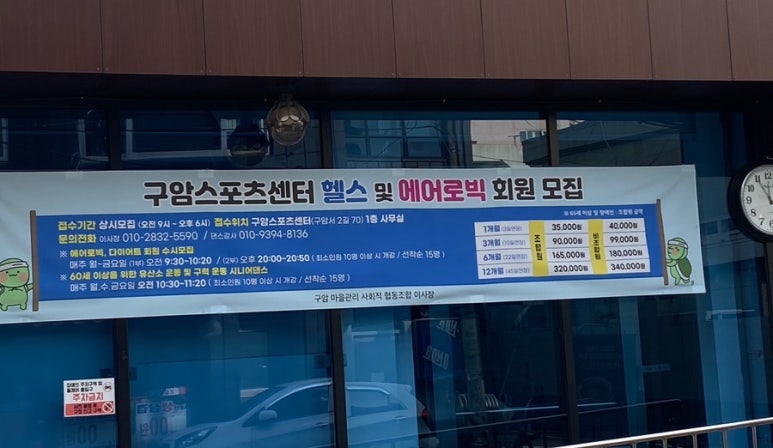 구암스포츠센터 헬스 및 에어로빅 회원 모집
접수기간 상시모집 (오전 9시 ~ 오후 6시) 접수위치 구암스포츠센터(구암서 2길 70) 1층 사무실
문의전화 이사장 010-2832-5590 / 댄스강사 010-9394-8136
※ 에어로빅, 다이어트 회원 수시모집
매주 월~금요일 (1부) 오전 9:30~10:20 / (2부) 오후 20:00~20:50 ( 최소인원 10명 이상 시 개강 / 선착순 15명 )
※ 60세 이상을 위한 유산소 운동 및 구력 운동 시니어댄스
매주 월.수 금요일 오전 10:30~11:20 ( 최소인원 10명 이상 시 개강 / 선착순 15명 )
※ 65세 이상 및 장애인 : 조합원 금액
조합원 비조합원
1개월 35,000원 40,000원
3개월 90,000원 99,000원
6개월 165,000원 180,000원
12개월 320,000원 340,000원
구암 마을관리 사회적 협동조합 이사장
주차금지